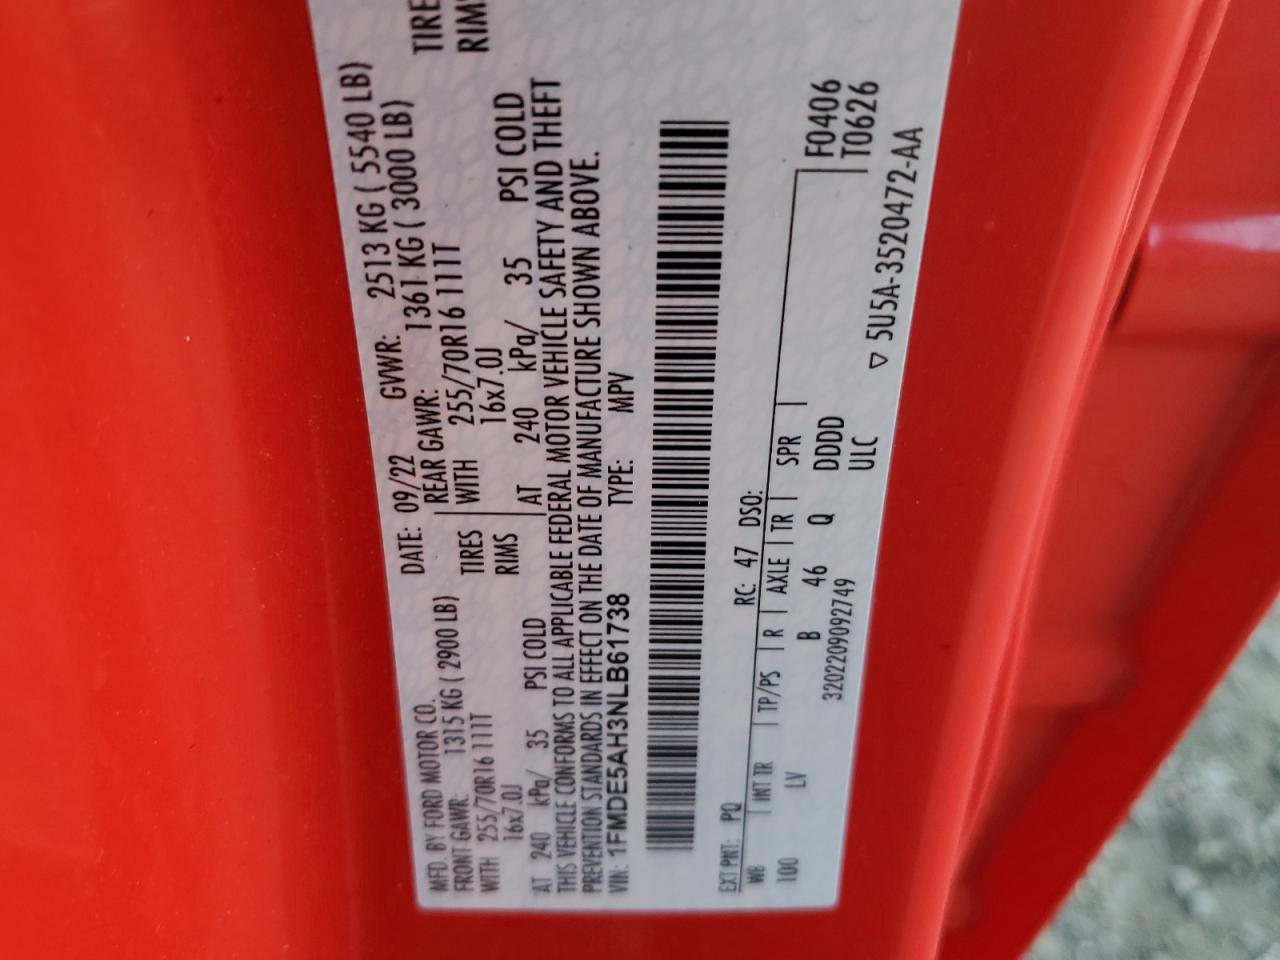 MFD. BY FORD MOTOR CO.
DATE: 09/22 GVWR: 2513 KG ( 5540 LB)
FRONT GAWR: 1315 KG ( 2900 LB) REAR GAWR: 1361 KG ( 3000 LB)
WITH 255/70R16 111T TIRES WITH 255/70R16 111T TIRE
16x7.0J RIMS 16x7.0J RIM
AT 240 kPa/ 35 PSI COLD AT 240 kPa/ 35 PSI COLD
THIS VEHICLE CONFORMS TO ALL APPLICABLE FEDERAL MOTOR VEHICLE SAFETY AND THEFT
PREVENTION STANDARDS IN EFFECT ON THE DATE OF MANUFACTURE SHOWN ABOVE.
VIN: 1FMDE5AH3NLB61738 TYPE: MPV
EXT PNT: PQ RC: 47 DSO:
WB INT TR TP/PS R AXLE TR SPR F0406
100 LV B 46 Q DDDD T0626
3202209092749 ULC
▽ 5U5A-3520472-AA